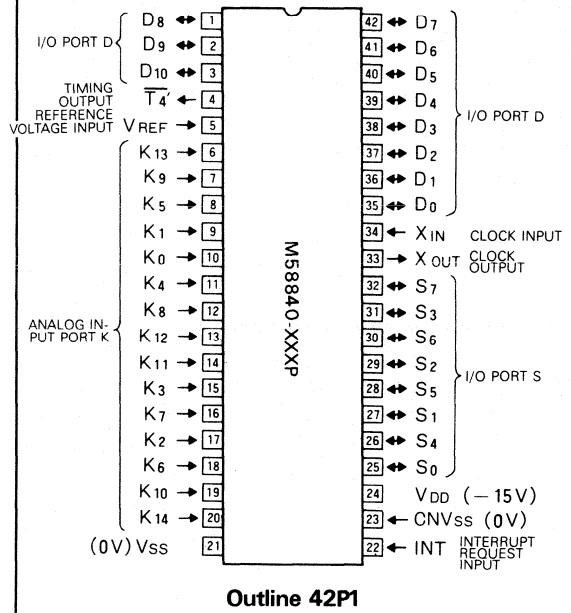 I/O PORT D
D8 ↔ 1
D9 ↔ 2
D10 ↔ 3
TIMING OUTPUT T4' ← 4
REFERENCE VOLTAGE INPUT VREF → 5
ANALOG IN-
PUT PORT K
K13 → 6
K9 → 7
K5 → 8
K1 → 9
K0 → 10
K4 → 11
K8 → 12
K12 → 13
K11 → 14
K3 → 15
K7 → 16
K2 → 17
K6 → 18
K10 → 19
K14 → 20
(0V) VSS 21
M58840-XXXP
42 ↔ D7
41 ↔ D6
40 ↔ D5
39 ↔ D4
38 ↔ D3
37 ↔ D2
36 ↔ D1
35 ↔ D0
I/O PORT D
34 ← XIN CLOCK INPUT
33 → XOUT CLOCK OUTPUT
32 ↔ S7
31 ↔ S3
30 ↔ S6
29 ↔ S2
28 ↔ S5
27 ↔ S1
26 ↔ S4
25 ↔ S0
I/O PORT S
24 VDD (−15V)
23 ← CNVSS (0V)
22 ← INT INTERRUPT REQUEST INPUT
Outline 42P1